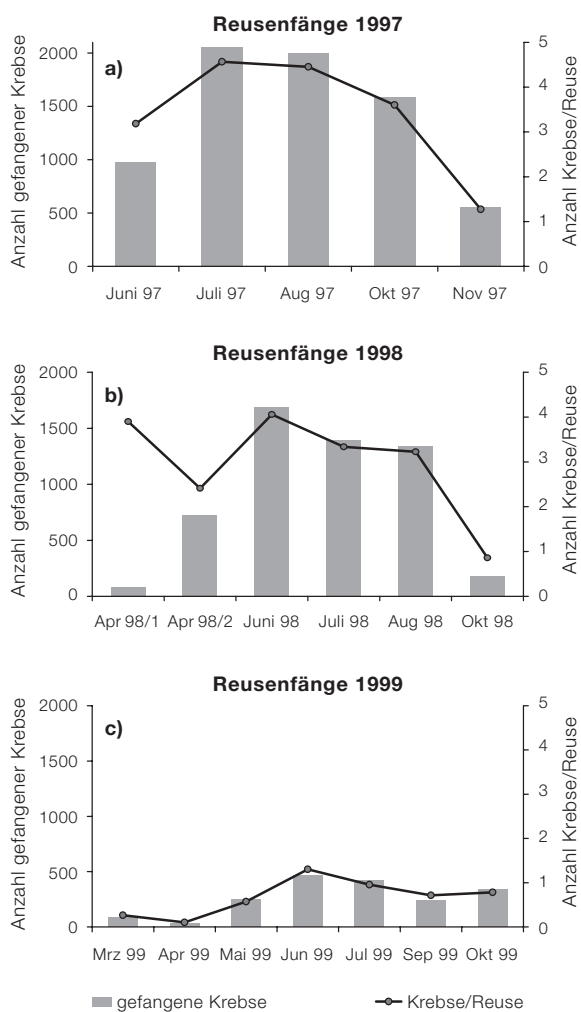 Reusenfänge 1997
a)
Anzahl gefangener Krebse
2000
1500
1000
500
0
5
4
3
2
1
0
Anzahl Krebse/Reuse
Juni 97 Juli 97 Aug 97 Okt 97 Nov 97
Reusenfänge 1998
b)
Anzahl gefangener Krebse
2000
1500
1000
500
0
5
4
3
2
1
0
Anzahl Krebse/Reuse
Apr 98/1 Apr 98/2 Juni 98 Juli 98 Aug 98 Okt 98
Reusenfänge 1999
c)
Anzahl gefangener Krebse
2000
1500
1000
500
0
5
4
3
2
1
0
Anzahl Krebse/Reuse
Mrz 99 Apr 99 Mai 99 Jun 99 Jul 99 Sep 99 Okt 99
gefangene Krebse Krebse/Reuse